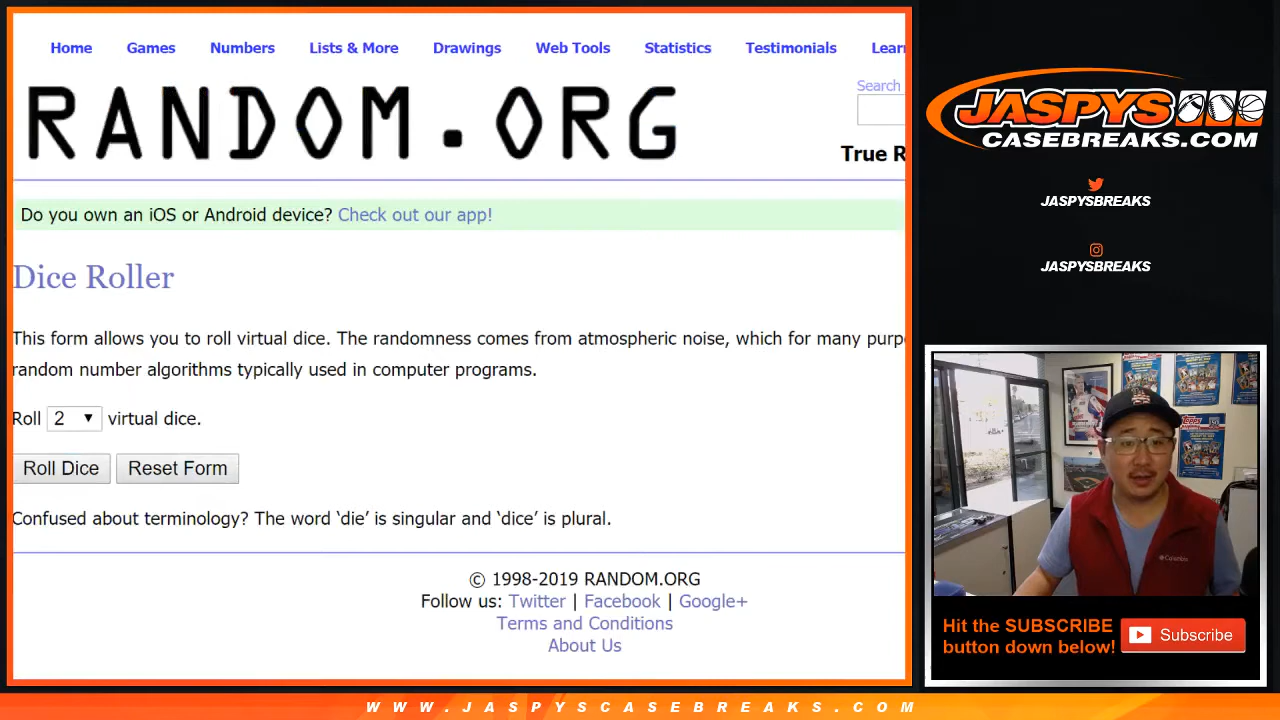 Home Games Numbers Lists & More Drawings Web Tools Statistics Testimonials Lear
RANDOM.ORG
Search
True R
Do you own an iOS or Android device? Check out our app!
Dice Roller
This form allows you to roll virtual dice. The randomness comes from atmospheric noise, which for many purp
random number algorithms typically used in computer programs.
Roll 2 virtual dice.
Roll Dice Reset Form
Confused about terminology? The word ‘die’ is singular and ‘dice’ is plural.
© 1998-2019 RANDOM.ORG
Follow us: Twitter | Facebook | Google+
Terms and Conditions
About Us
JASPYS
CASEBREAKS.COM
JASPYSBREAKS
JASPYSBREAKS
Topps
Columbia
Hit the SUBSCRIBE
button down below!
Subscribe
WWW.JASPYSCASEBREAKS.COM